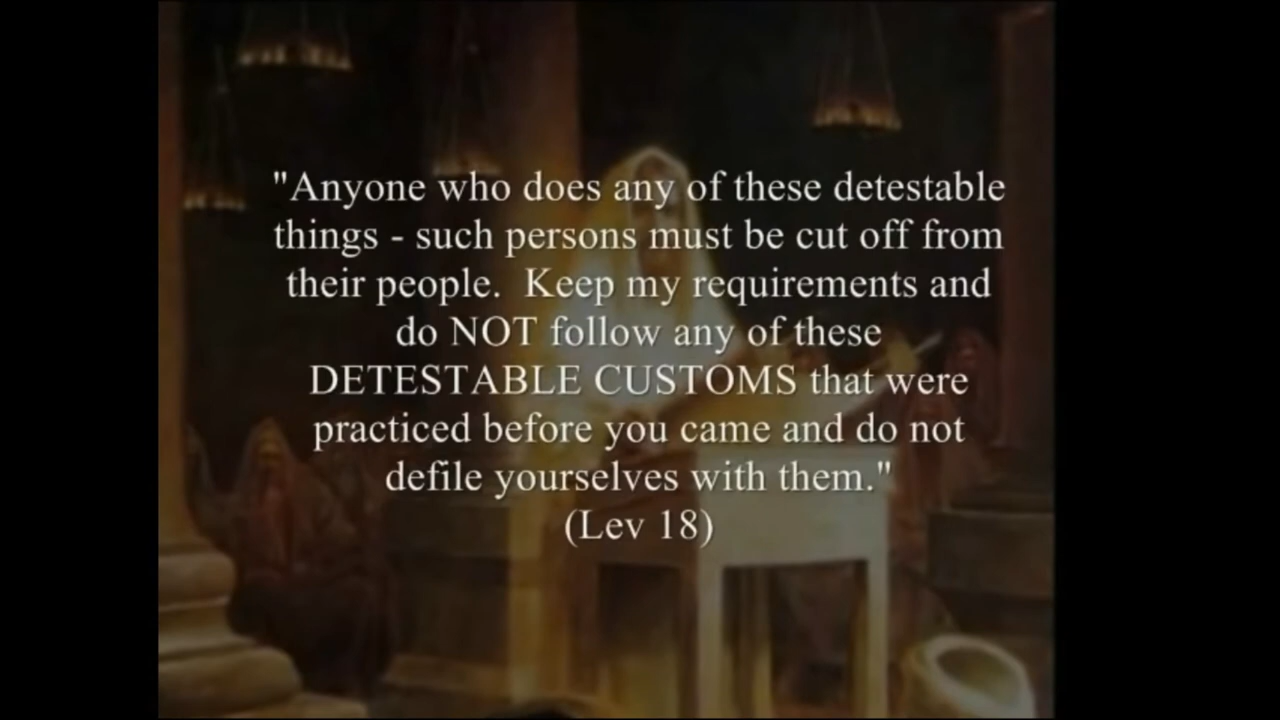 "Anyone who does any of these detestable
things - such persons must be cut off from
their people.  Keep my requirements and
do NOT follow any of these
DETESTABLE CUSTOMS that were
practiced before you came and do not
defile yourselves with them."
(Lev 18)